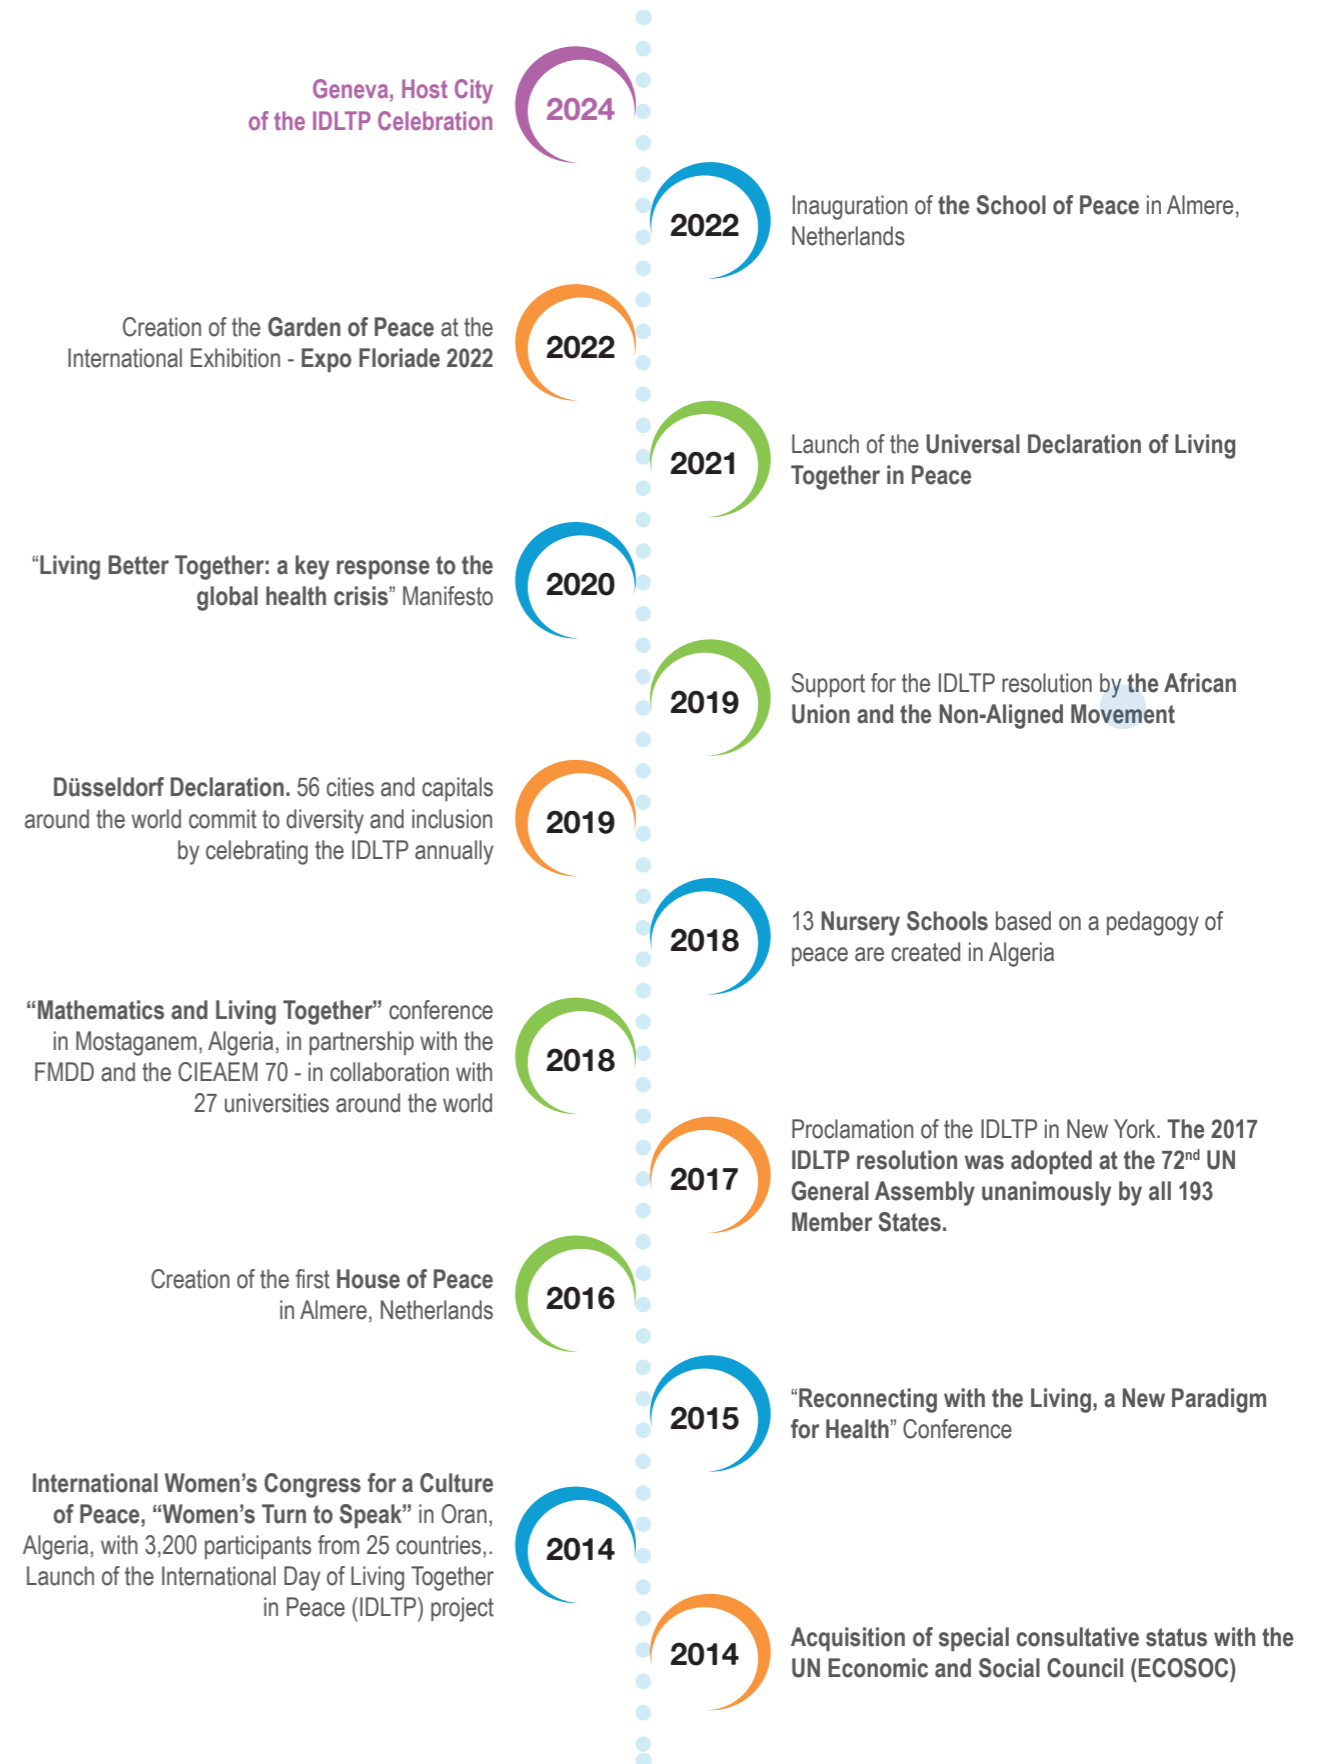 Geneva, Host City
of the IDLTP Celebration
2024
2022
Inauguration of the School of Peace in Almere,
Netherlands
Creation of the Garden of Peace at the
International Exhibition - Expo Floriade 2022
2022
2021
Launch of the Universal Declaration of Living
Together in Peace
“Living Better Together: a key response to the
global health crisis” Manifesto
2020
2019
Support for the IDLTP resolution by the African
Union and the Non-Aligned Movement
Düsseldorf Declaration. 56 cities and capitals
around the world commit to diversity and inclusion
by celebrating the IDLTP annually
2019
2018
13 Nursery Schools based on a pedagogy of
peace are created in Algeria
“Mathematics and Living Together” conference
in Mostaganem, Algeria, in partnership with the
FMDD and the CIEAEM 70 - in collaboration with
27 universities around the world
2018
2017
Proclamation of the IDLTP in New York. The 2017
IDLTP resolution was adopted at the 72nd UN
General Assembly unanimously by all 193
Member States.
Creation of the first House of Peace
in Almere, Netherlands
2016
2015
“Reconnecting with the Living, a New Paradigm
for Health” Conference
International Women’s Congress for a Culture
of Peace, “Women’s Turn to Speak” in Oran,
Algeria, with 3,200 participants from 25 countries,.
Launch of the International Day of Living Together
in Peace (IDLTP) project
2014
2014
Acquisition of special consultative status with the
UN Economic and Social Council (ECOSOC)